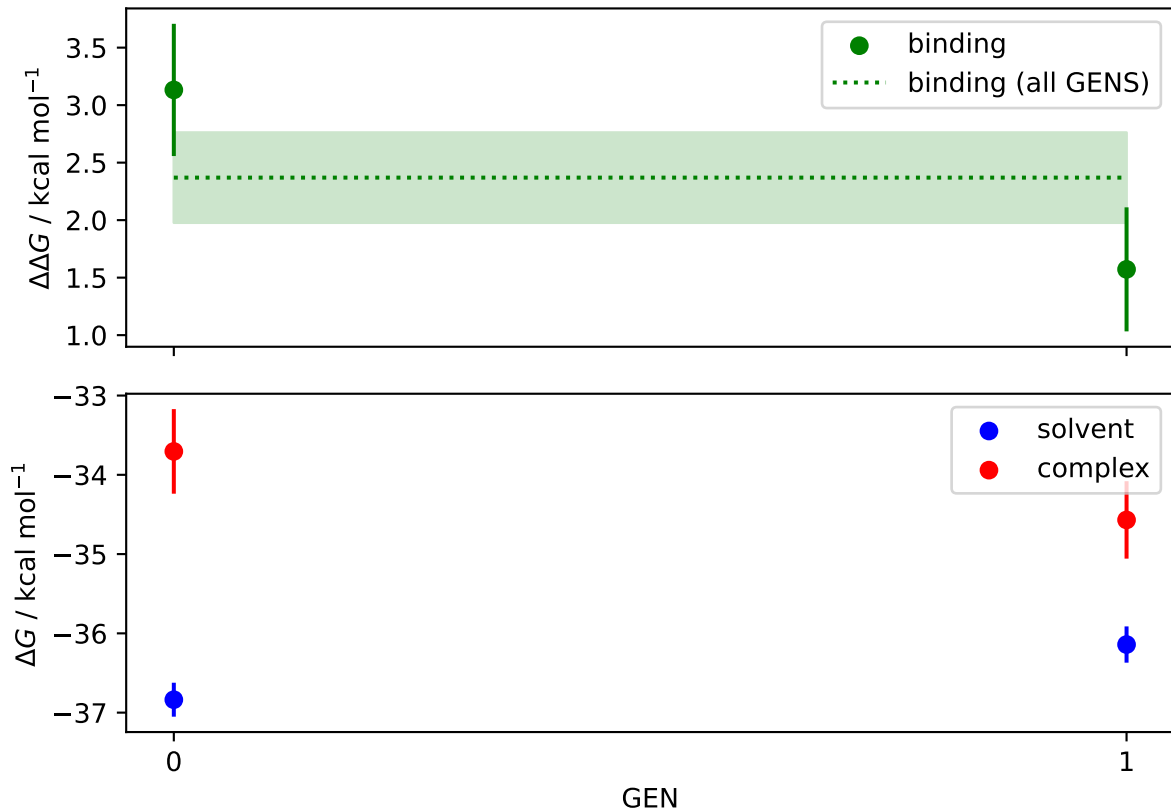 3.5
3.0
2.5
2.0
1.5
1.0
ΔΔG / kcal mol⁻¹
binding
binding (all GENS)
−33
−34
−35
−36
−37
ΔG / kcal mol⁻¹
solvent
complex
0
1
GEN